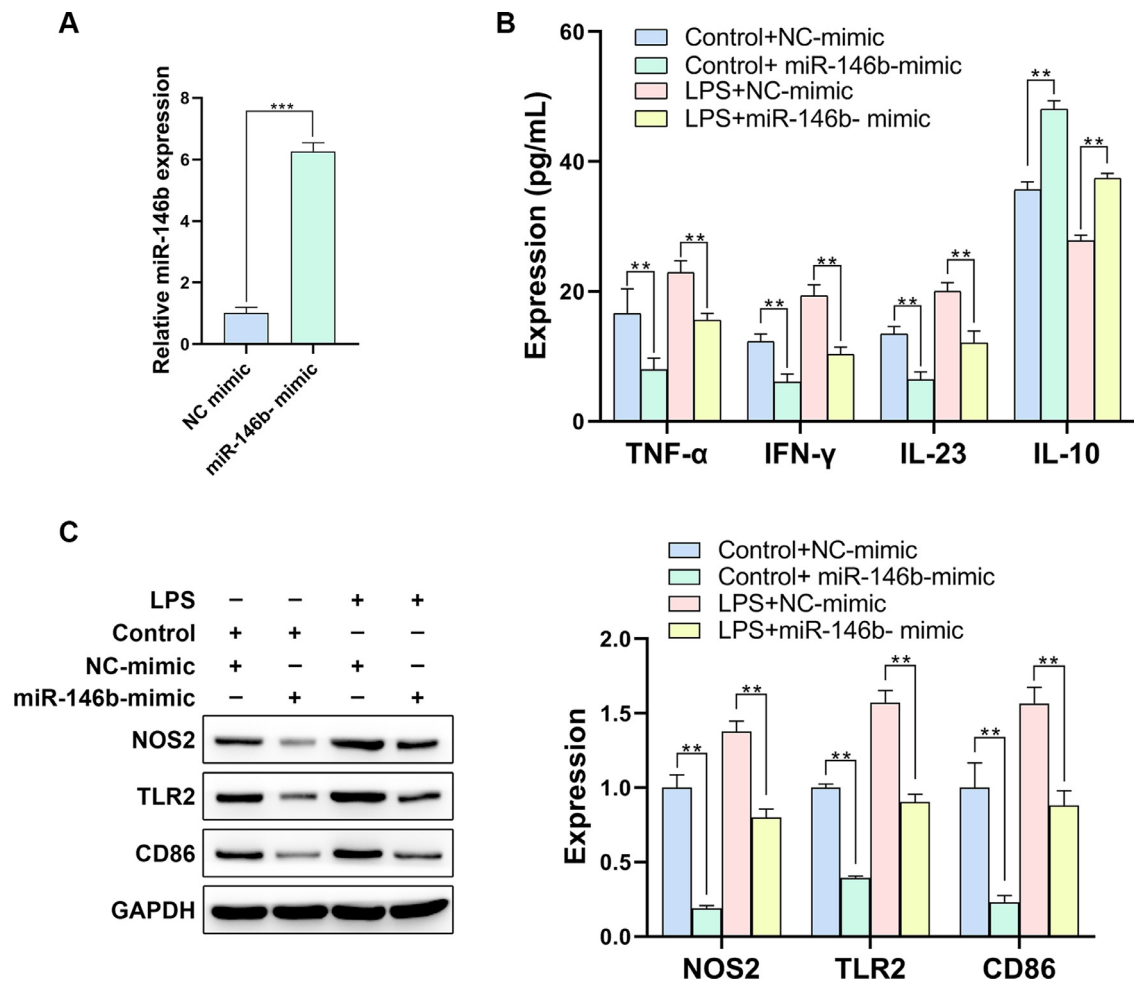 A
Relative miR-146b expression
8
6
4
2
0
***
NC mimic
miR-146b- mimic
B
Expression (pg/mL)
60
40
20
0
Control+NC-mimic
Control+ miR-146b-mimic
LPS+NC-mimic
LPS+miR-146b- mimic
** ** ** ** ** ** ** **
TNF-α IFN-γ IL-23 IL-10
C
LPS − − + +
Control + + − −
NC-mimic + − + −
miR-146b-mimic − + − +
NOS2
TLR2
CD86
GAPDH
Control+NC-mimic
Control+ miR-146b-mimic
LPS+NC-mimic
LPS+miR-146b- mimic
Expression
2.0
1.5
1.0
0.5
0.0
** ** ** ** ** **
NOS2 TLR2 CD86